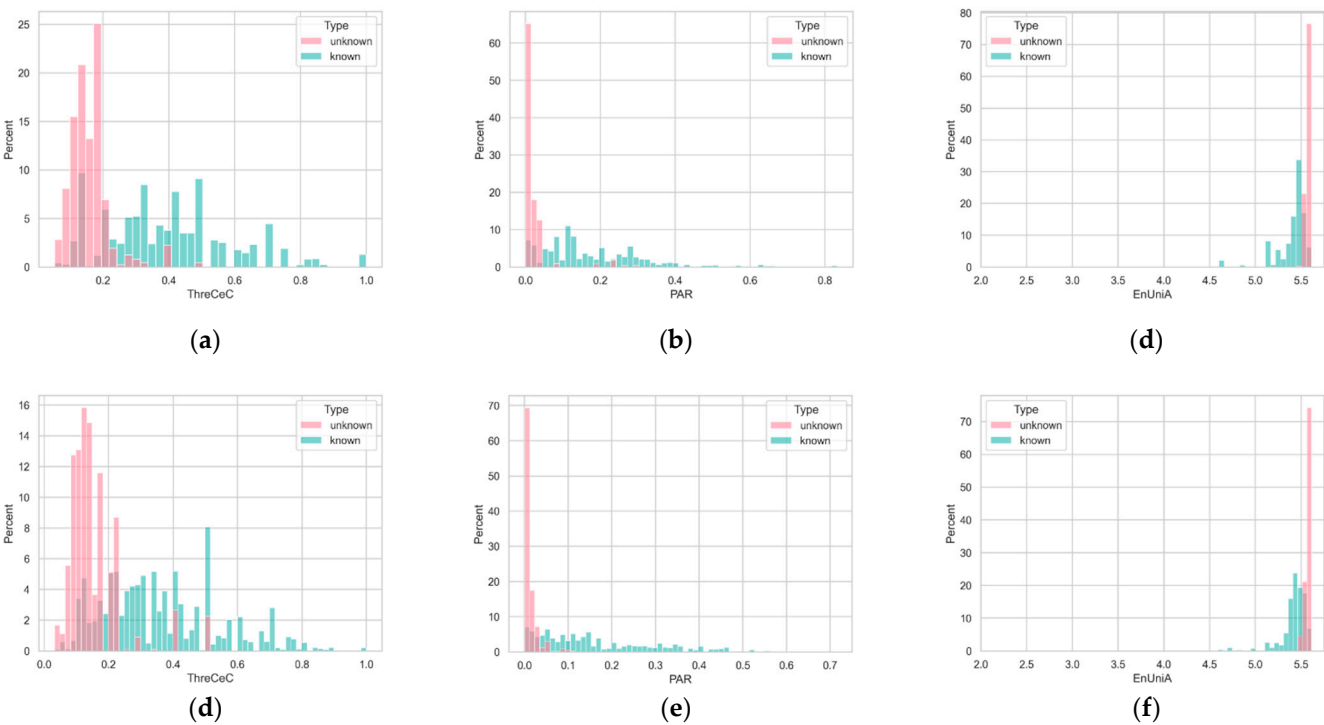 25
20
15
10
5
0
Percent
0.2
0.4
0.6
0.8
1.0
ThreCeC
Type
unknown
known
(a)
60
50
40
30
20
10
0
Percent
0.0
0.2
0.4
0.6
0.8
PAR
Type
unknown
known
(b)
80
70
60
50
40
30
20
10
0
Percent
2.0
2.5
3.0
3.5
4.0
4.5
5.0
5.5
EnUniA
Type
unknown
known
(d)
16
14
12
10
8
6
4
2
0
Percent
0.0
0.2
0.4
0.6
0.8
1.0
ThreCeC
Type
unknown
known
(d)
70
60
50
40
30
20
10
0
Percent
0.0
0.1
0.2
0.3
0.4
0.5
0.6
0.7
PAR
Type
unknown
known
(e)
70
60
50
40
30
20
10
0
Percent
2.0
2.5
3.0
3.5
4.0
4.5
5.0
5.5
EnUniA
Type
unknown
known
(f)